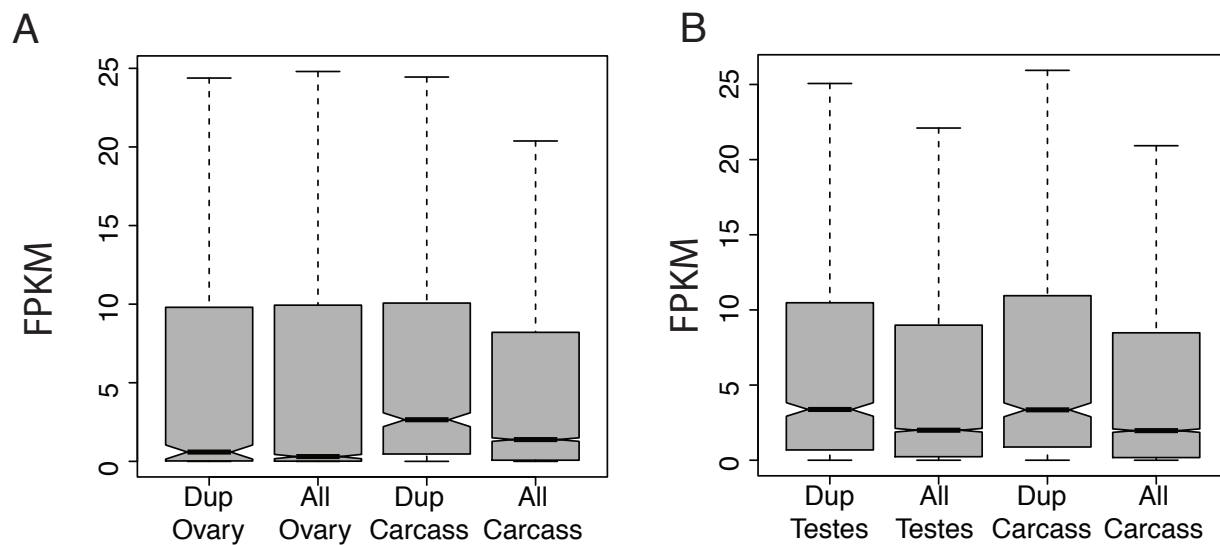 A
FPKM
25
20
15
10
5
0
Dup Ovary
All Ovary
Dup Carcass
All Carcass
B
FPKM
25
20
15
10
5
0
Dup Testes
All Testes
Dup Carcass
All Carcass